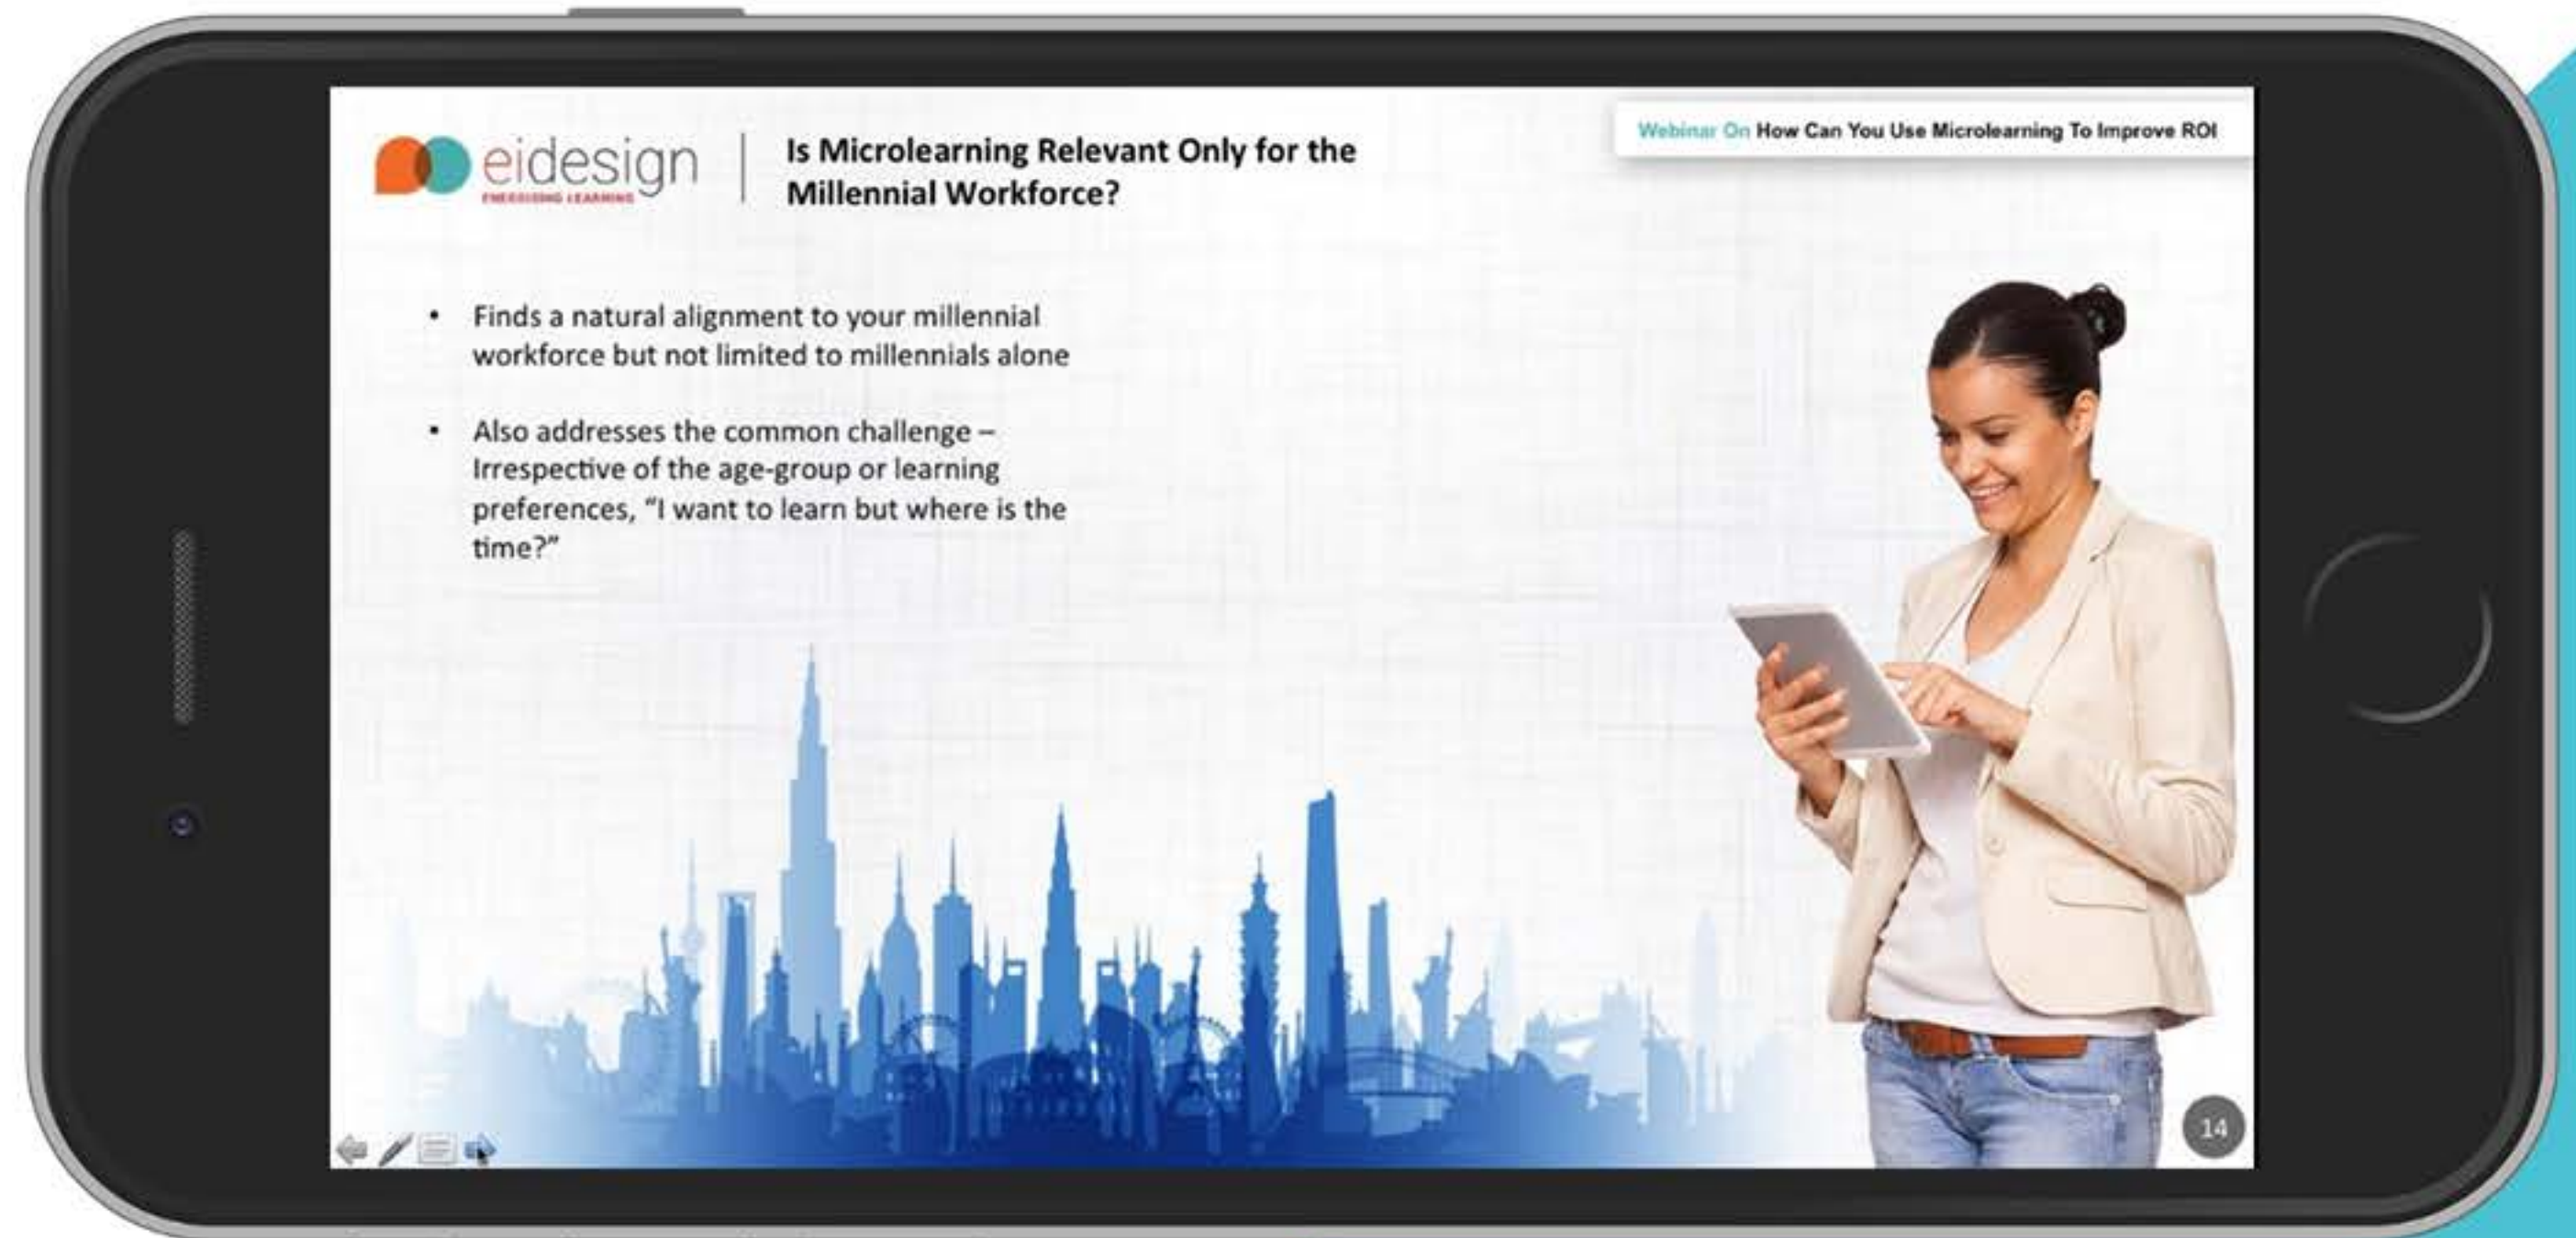 eidesign
ENERGISING LEARNING
Is Microlearning Relevant Only for the
Millennial Workforce?
Webinar On How Can You Use Microlearning To Improve ROI
• Finds a natural alignment to your millennial
workforce but not limited to millennials alone
• Also addresses the common challenge –
Irrespective of the age-group or learning
preferences, “I want to learn but where is the
time?”
14